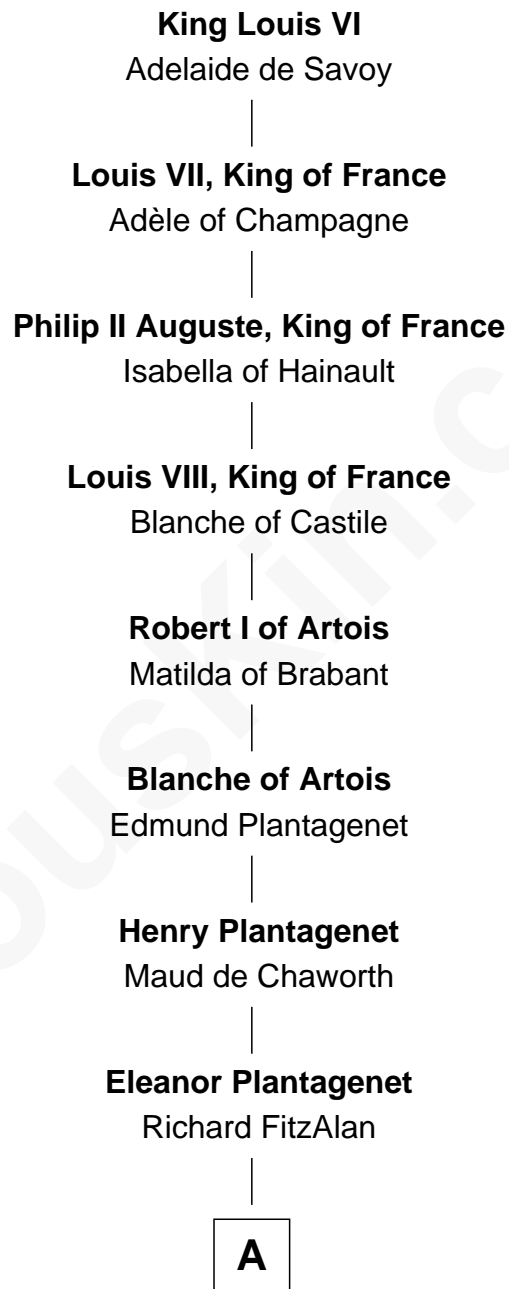 King Louis VI
Adelaide de Savoy
Louis VII, King of France
Adèle of Champagne
Philip II Auguste, King of France
Isabella of Hainault
Louis VIII, King of France
Blanche of Castile
Robert I of Artois
Matilda of Brabant
Blanche of Artois
Edmund Plantagenet
Henry Plantagenet
Maud de Chaworth
Eleanor Plantagenet
Richard FitzAlan
A